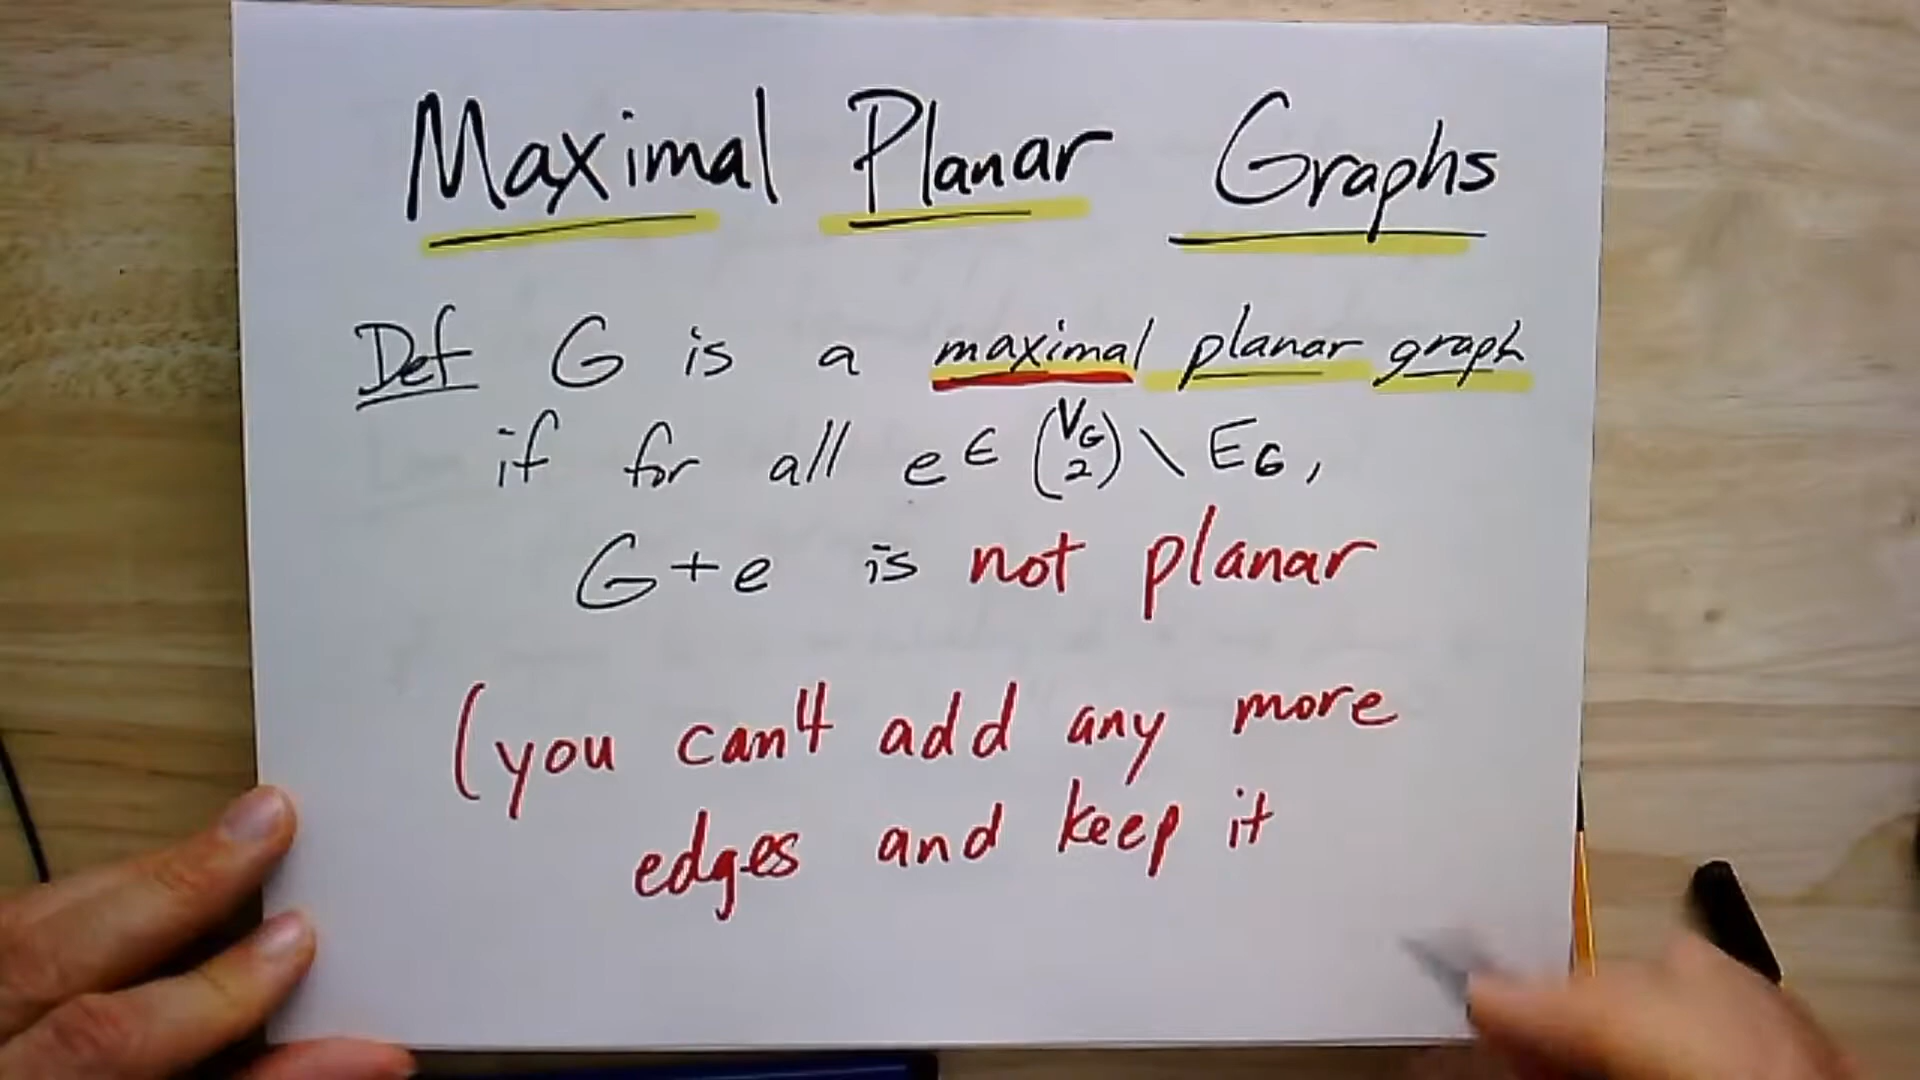 Maximal Planar Graphs
Def G is a maximal planar graph
if for all e ∈ (V_G 2) \ E_G,
G+e is not planar
(you can't add any more
edges and keep it